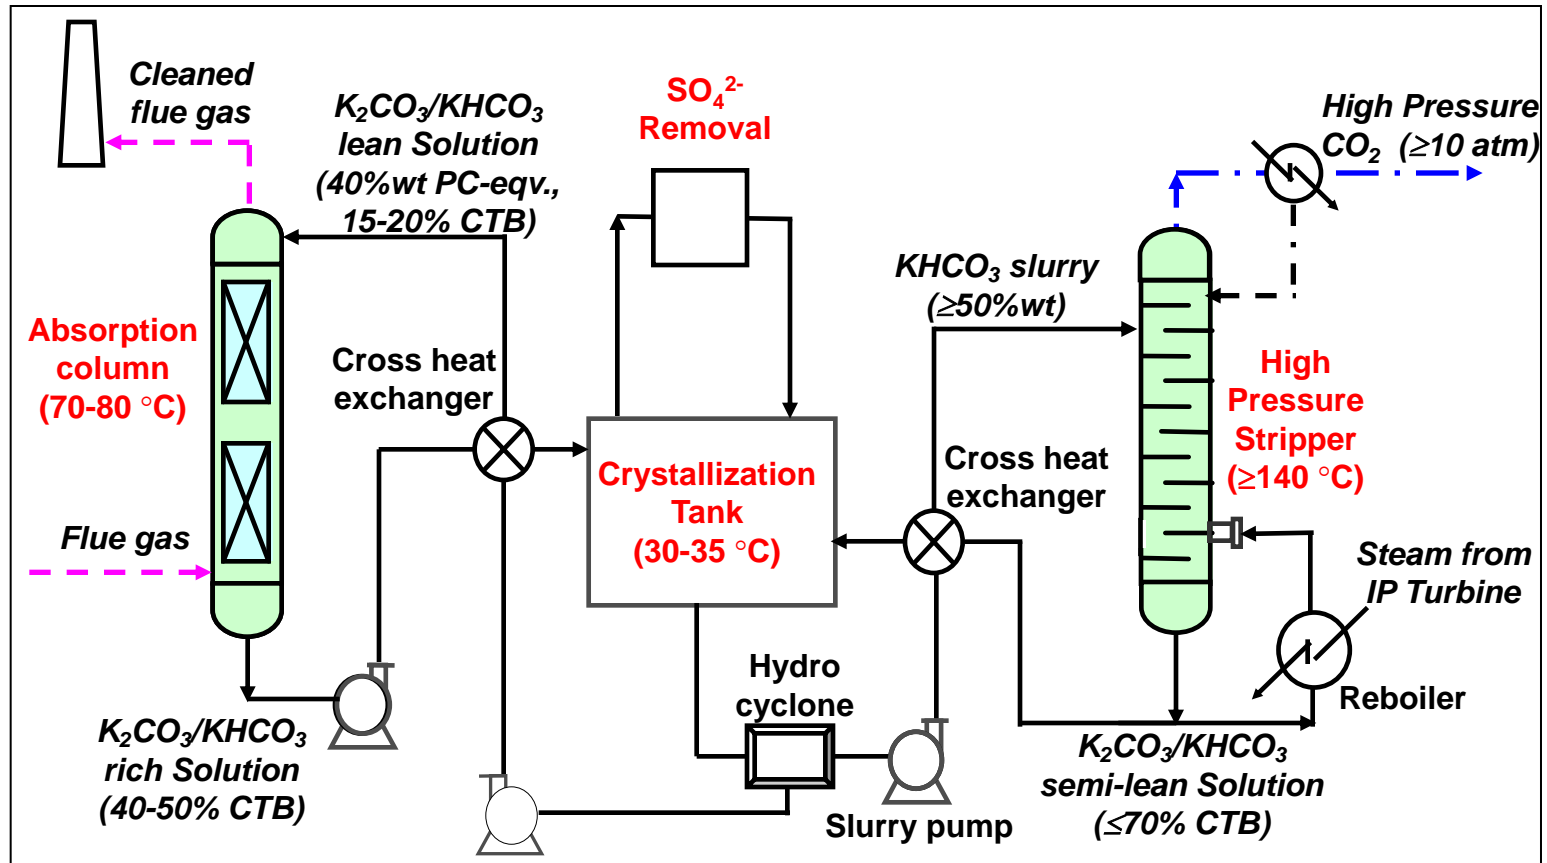 Cleaned
flue gas
K₂CO₃/KHCO₃
lean Solution
(40%wt PC-eqv.,
15-20% CTB)
SO₄²⁻
Removal
High Pressure
CO₂ (≥10 atm)
KHCO₃ slurry
(≥50%wt)
Absorption
column
(70-80 °C)
Cross heat
exchanger
High
Pressure
Stripper
(≥140 °C)
Crystallization
Tank
(30-35 °C)
Cross heat
exchanger
Flue gas
Steam from
IP Turbine
Hydro
cyclone
Reboiler
K₂CO₃/KHCO₃
rich Solution
(40-50% CTB)
Slurry pump
K₂CO₃/KHCO₃
semi-lean Solution
(≤70% CTB)